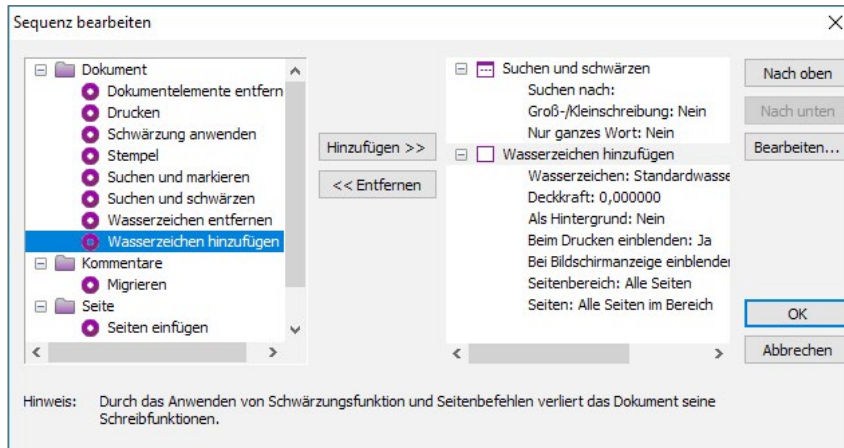 Sequenz bearbeiten
Dokument
Dokumentelemente entfern
Drucken
Schwärzung anwenden
Stempel
Suchen und markieren
Suchen und schwärzen
Wasserzeichen entfernen
Wasserzeichen hinzufügen
Kommentare
Migrieren
Seite
Seiten einfügen
Hinzufügen >>
<< Entfernen
Suchen und schwärzen
Suchen nach:
Groß-/Kleinschreibung: Nein
Nur ganzes Wort: Nein
Wasserzeichen hinzufügen
Wasserzeichen: Standardwasse
Deckkraft: 0,000000
Als Hintergrund: Nein
Beim Drucken einblenden: Ja
Bei Bildschirmanzeige einblenden
Seitenbereich: Alle Seiten
Seiten: Alle Seiten im Bereich
Nach oben
Nach unten
Bearbeiten...
OK
Abbrechen
Hinweis: Durch das Anwenden von Schwärzungsfunktion und Seitenbefehlen verliert das Dokument seine
Schreibfunktionen.